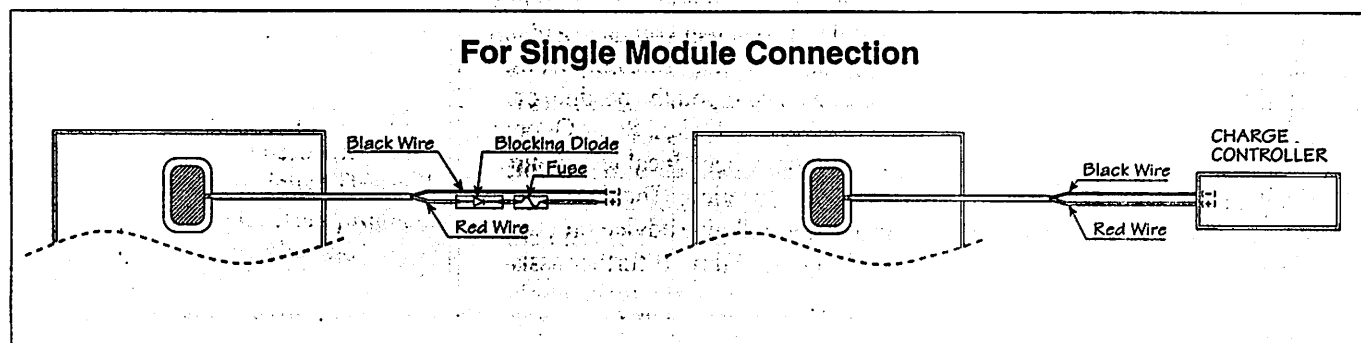 For Single Module Connection
Black Wire
Blocking Diode
Fuse
(-)
(+)
Red Wire
Black Wire
Red Wire
CHARGE
CONTROLLER
(-)
(+)